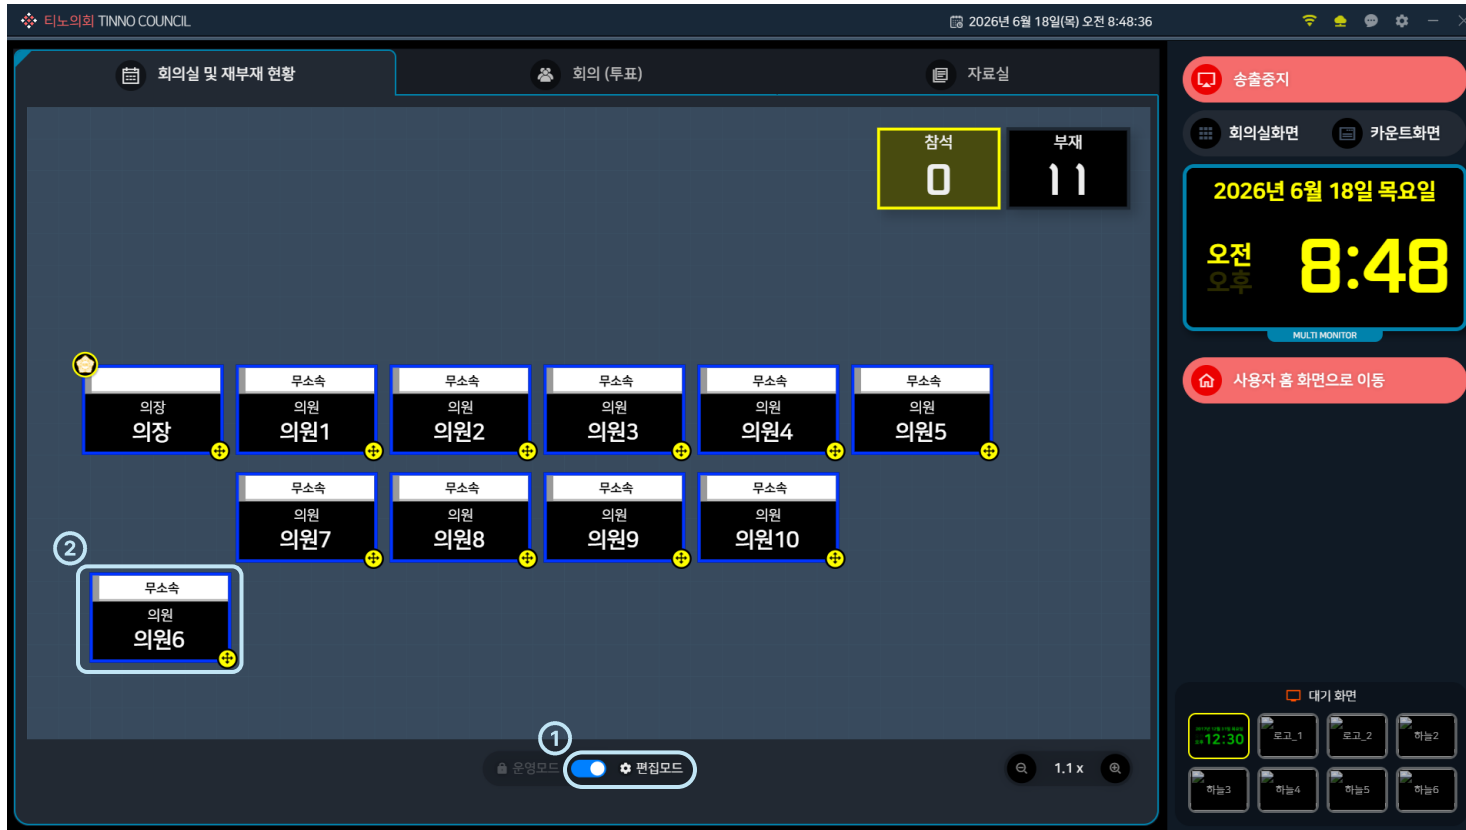 티노의회 TINNO COUNCIL
2026년 6월 18일(목) 오전 8:48:36
회의실 및 재부재 현황
회의 (투표)
자료실
송출중지
회의실화면
카운트화면
참석
0
부재
11
2026년 6월 18일 목요일
오전
오후
8:48
MULTI MONITOR
사용자 홈 화면으로 이동
의장
의장
무소속
의원
의원1
무소속
의원
의원2
무소속
의원
의원3
무소속
의원
의원4
무소속
의원
의원5
무소속
의원
의원7
무소속
의원
의원8
무소속
의원
의원9
무소속
의원
의원10
2
무소속
의원
의원6
1
운영모드
편집모드
1.1 x
대기 화면
12:30
로고_1
로고_2
하늘2
하늘3
하늘4
하늘5
하늘6